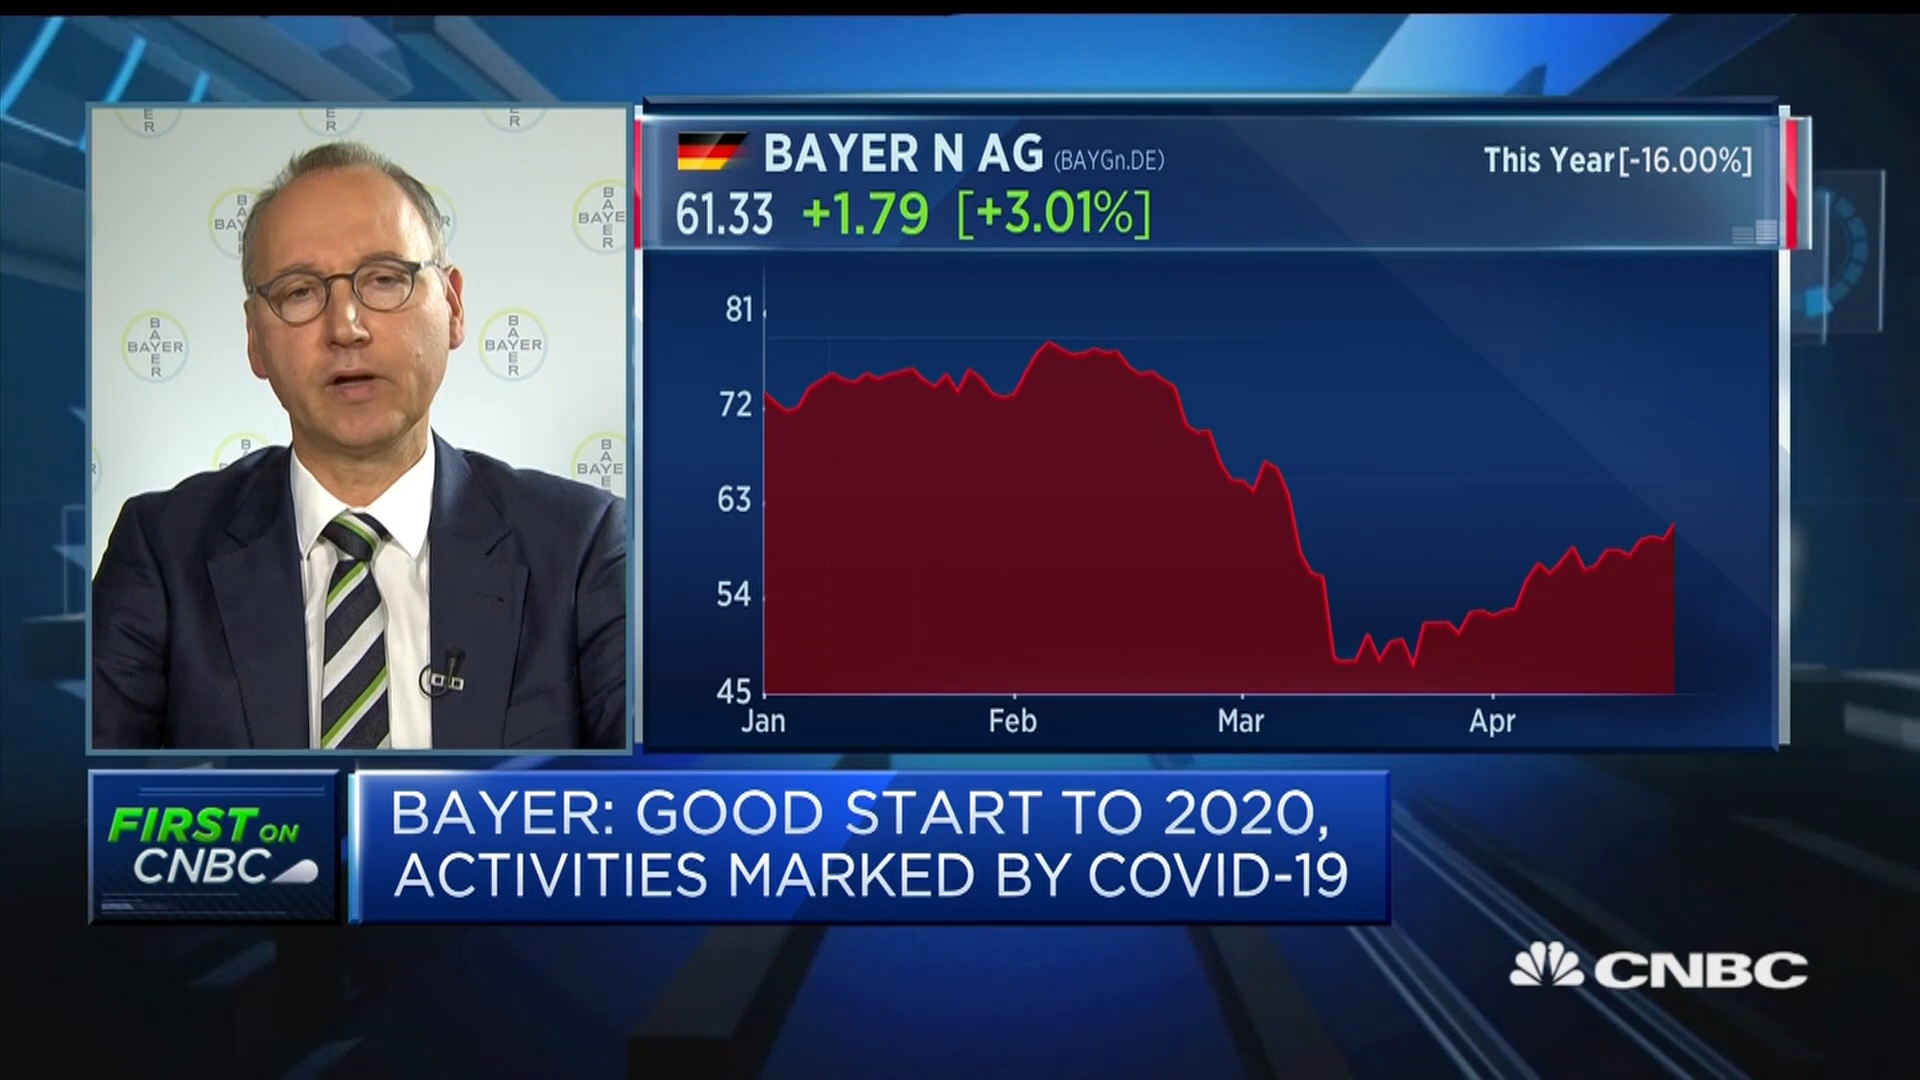 BAYER N AG (BAYGn.DE)
This Year[-16.00%]
61.33 +1.79 [+3.01%]
81
72
63
54
45
Jan Feb Mar Apr
BAYER
BAYER
BAYER
BAYER
FIRST ON
CNBC
BAYER: GOOD START TO 2020,
ACTIVITIES MARKED BY COVID-19
CNBC